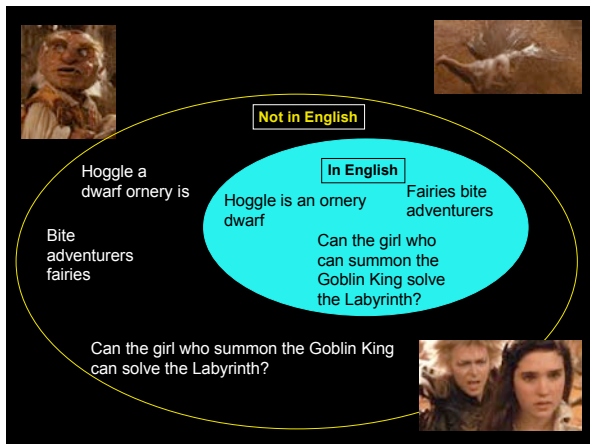 Not in English
In English
Hoggle a
dwarf ornery is
Hoggle is an ornery
dwarf
Fairies bite
adventurers
Bite
adventurers
fairies
Can the girl who
can summon the
Goblin King solve
the Labyrinth?
Can the girl who summon the Goblin King
can solve the Labyrinth?